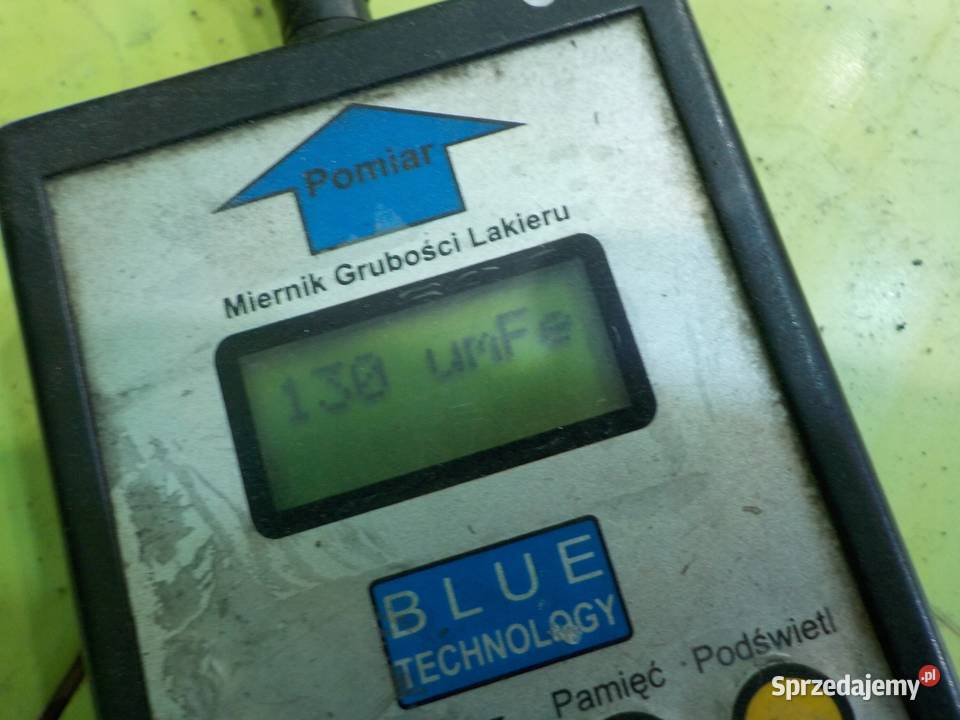 Pomiar
Miernik Grubości Lakieru
130 umFe
BLUE
TECHNOLOGY
Pamięć · Podświetl
Sprzedajemy.pl